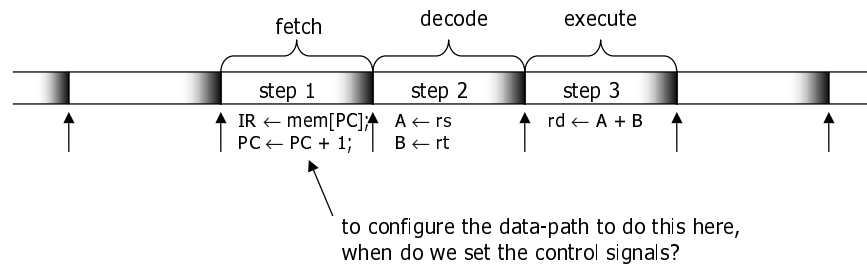 fetch
decode
execute
step 1
step 2
step 3
IR ← mem[PC];
PC ← PC + 1;
A ← rs
B ← rt
rd ← A + B
to configure the data-path to do this here,
when do we set the control signals?